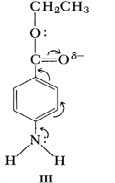 CH₂CH₃
O:
C O^δ−
N:
H H
III